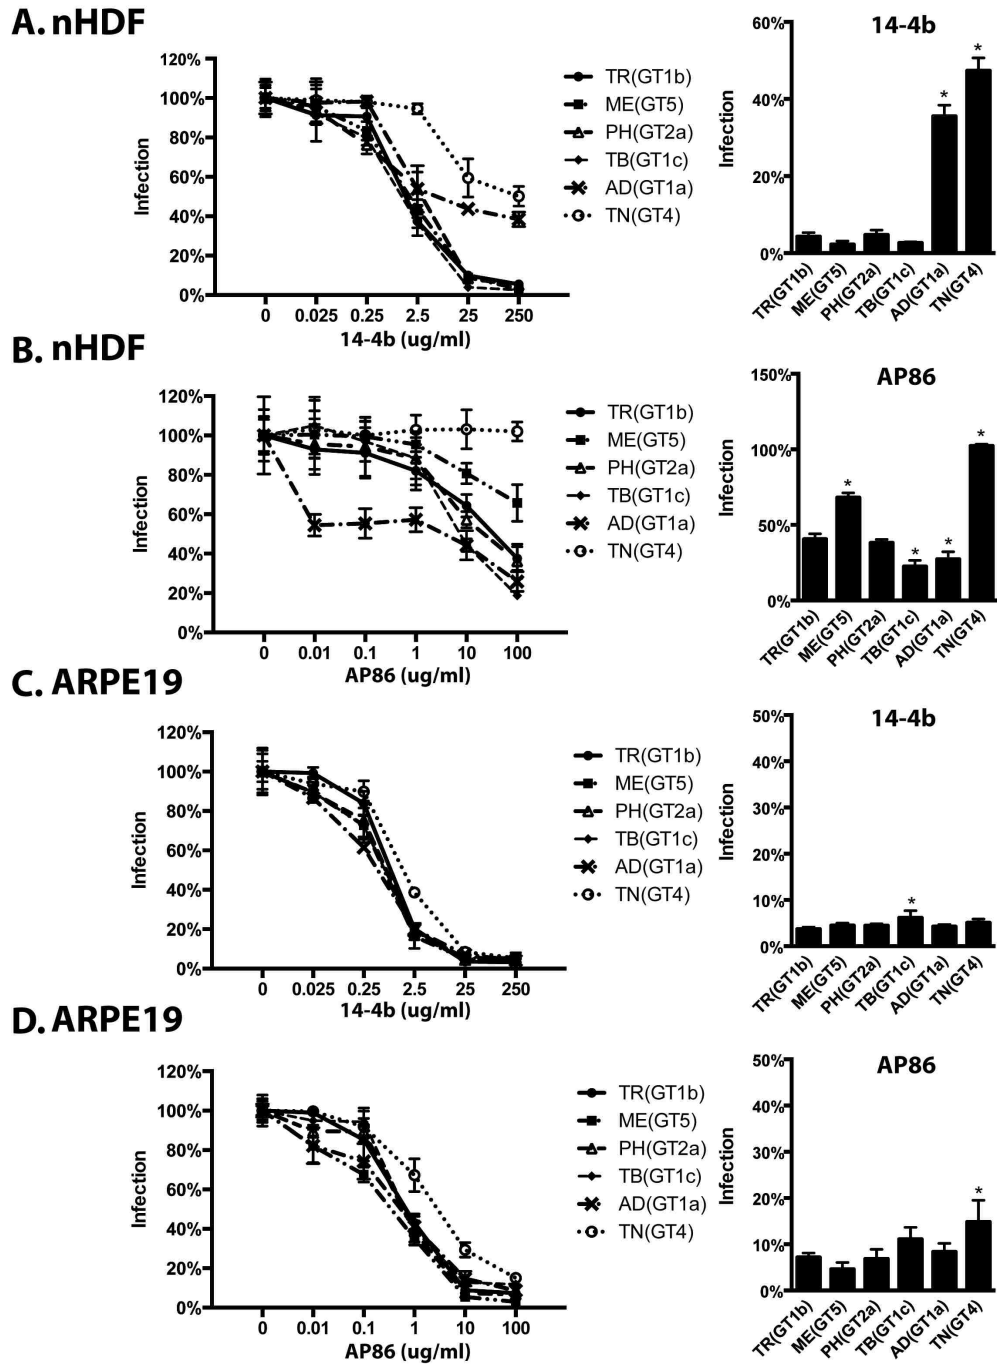 A. nHDF
120%
100%
80%
60%
40%
20%
0%
Infection
0 0.025 0.25 2.5 25 250
14-4b (ug/ml)
TR(GT1b)
ME(GT5)
PH(GT2a)
TB(GT1c)
AD(GT1a)
TN(GT4)
14-4b
60%
40%
20%
0%
Infection
* *
TR(GT1b) ME(GT5) PH(GT2a) TB(GT1c) AD(GT1a) TN(GT4)
B. nHDF
120%
100%
80%
60%
40%
20%
0%
Infection
0 0.01 0.1 1 10 100
AP86 (ug/ml)
TR(GT1b)
ME(GT5)
PH(GT2a)
TB(GT1c)
AD(GT1a)
TN(GT4)
AP86
150%
100%
50%
0%
Infection
* * * *
TR(GT1b) ME(GT5) PH(GT2a) TB(GT1c) AD(GT1a) TN(GT4)
C. ARPE19
120%
100%
80%
60%
40%
20%
0%
Infection
0 0.025 0.25 2.5 25 250
14-4b (ug/ml)
TR(GT1b)
ME(GT5)
PH(GT2a)
TB(GT1c)
AD(GT1a)
TN(GT4)
14-4b
50%
40%
30%
20%
10%
0%
Infection
*
TR(GT1b) ME(GT5) PH(GT2a) TB(GT1c) AD(GT1a) TN(GT4)
D. ARPE19
120%
100%
80%
60%
40%
20%
0%
Infection
0 0.01 0.1 1 10 100
AP86 (ug/ml)
TR(GT1b)
ME(GT5)
PH(GT2a)
TB(GT1c)
AD(GT1a)
TN(GT4)
AP86
50%
40%
30%
20%
10%
0%
Infection
*
TR(GT1b) ME(GT5) PH(GT2a) TB(GT1c) AD(GT1a) TN(GT4)